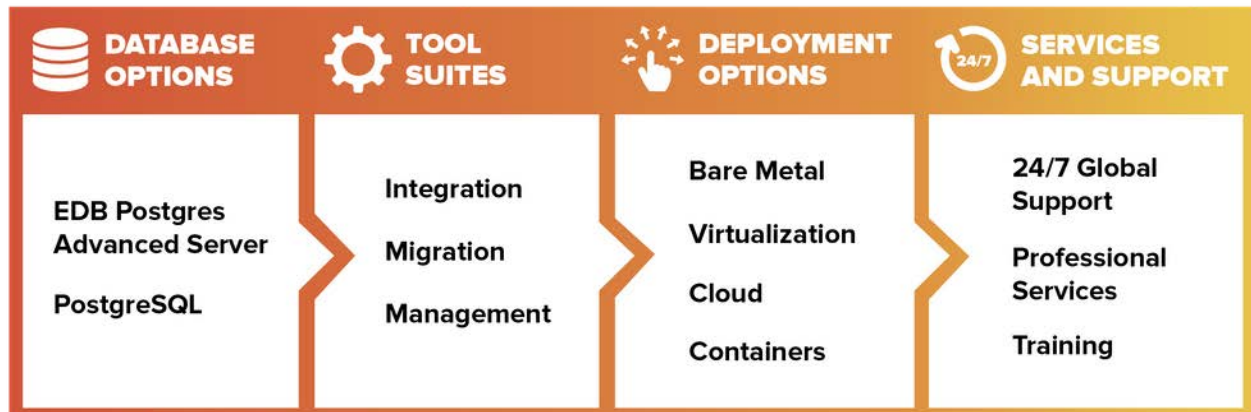 DATABASE
OPTIONS
EDB Postgres
Advanced Server
PostgreSQL
TOOL
SUITES
Integration
Migration
Management
DEPLOYMENT
OPTIONS
Bare Metal
Virtualization
Cloud
Containers
24/7
SERVICES
AND SUPPORT
24/7 Global
Support
Professional
Services
Training